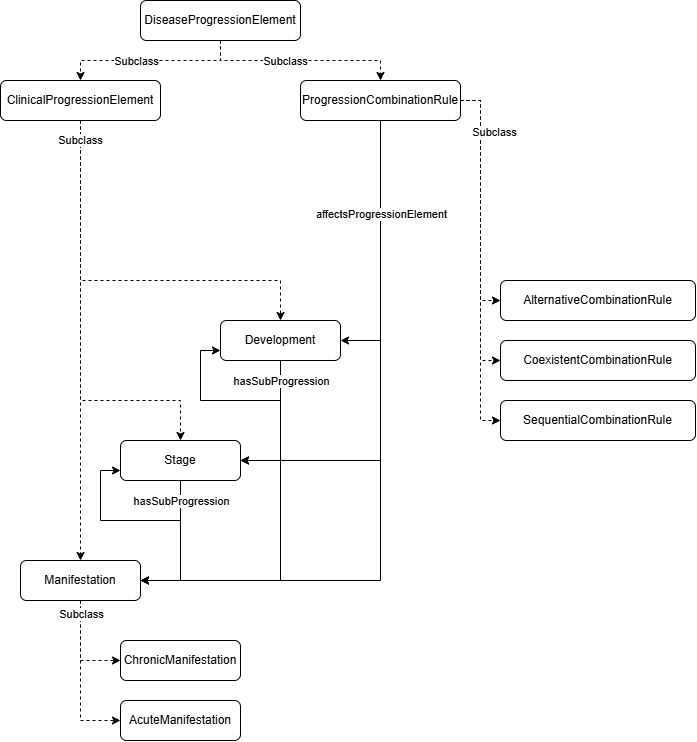 DiseaseProgressionElement
Subclass
Subclass
ClinicalProgressionElement
ProgressionCombinationRule
Subclass
Subclass
affectsProgressionElement
AlternativeCombinationRule
Development
CoexistentCombinationRule
hasSubProgression
SequentialCombinationRule
Stage
hasSubProgression
Manifestation
Subclass
ChronicManifestation
AcuteManifestation